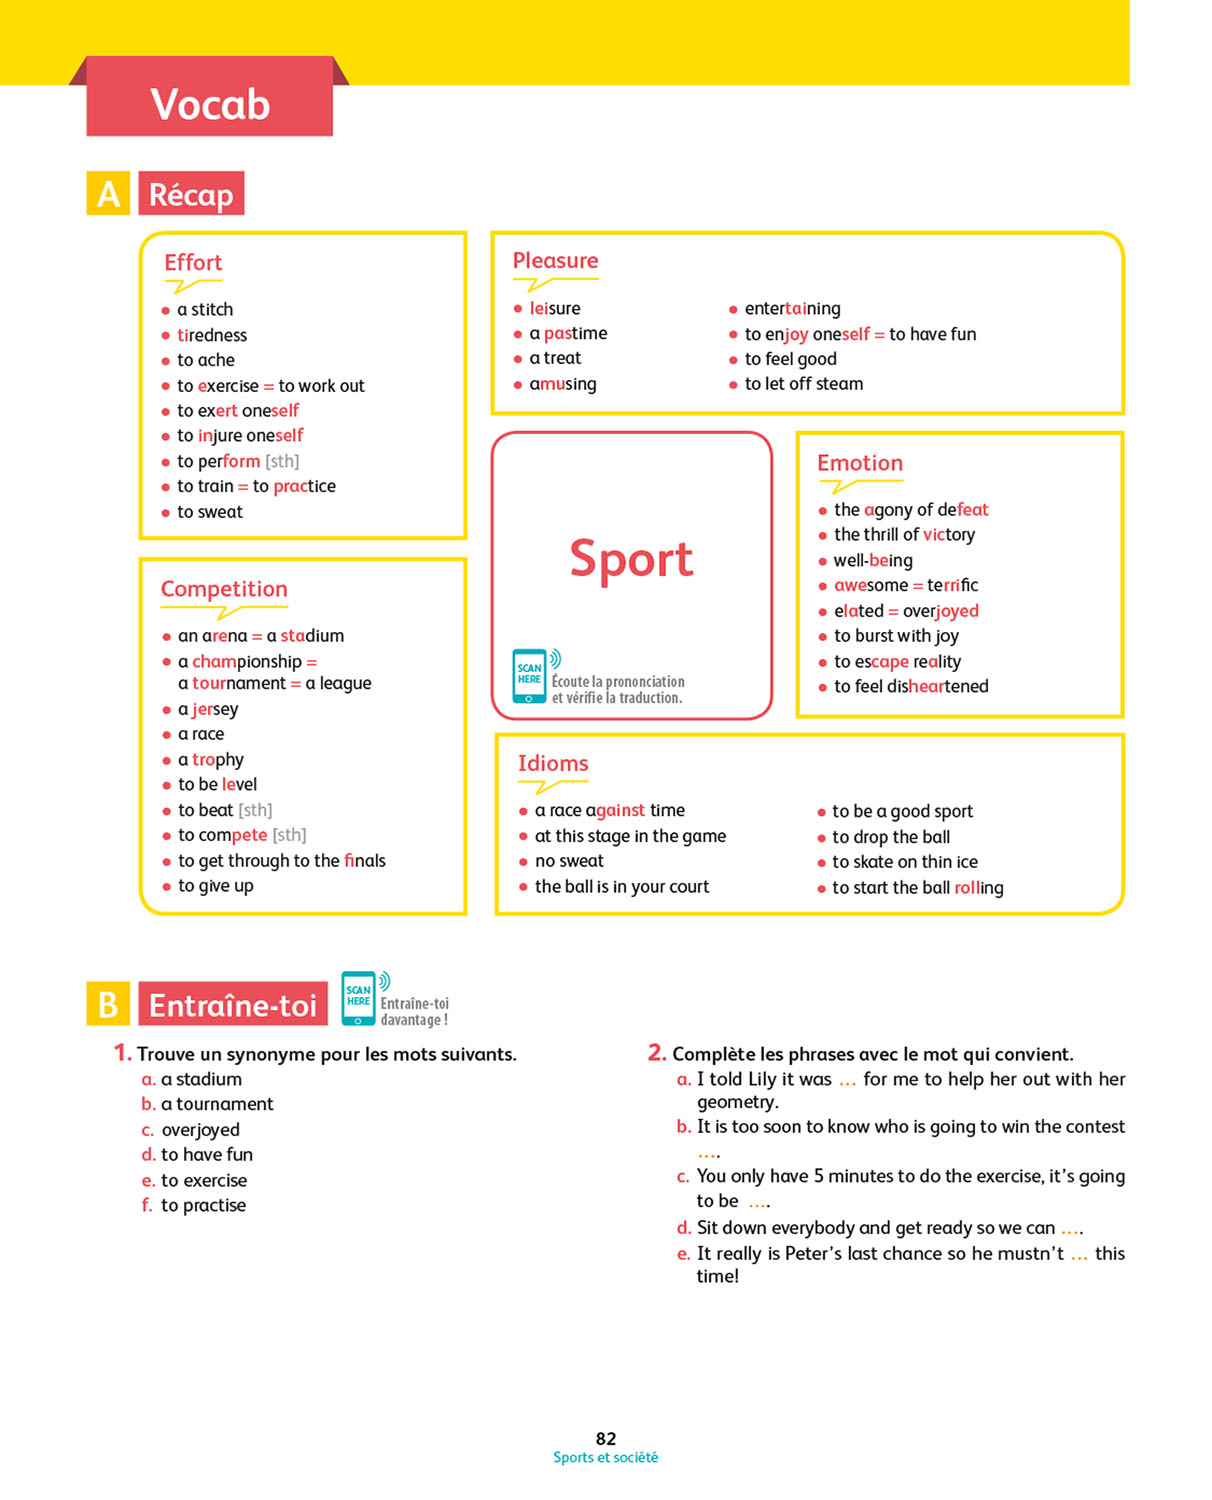 Vocab
A Récap
Effort
• a stitch
• tiredness
• to ache
• to exercise = to work out
• to exert oneself
• to injure oneself
• to perform [sth]
• to train = to practice
• to sweat
Pleasure
• leisure
• a pastime
• a treat
• amusing
• entertaining
• to enjoy oneself = to have fun
• to feel good
• to let off steam
Competition
• an arena = a stadium
• a championship =
a tournament = a league
• a jersey
• a race
• a trophy
• to be level
• to beat [sth]
• to compete [sth]
• to get through to the finals
• to give up
Sport
SCAN
HERE
Écoute la prononciation
et vérifie la traduction.
Emotion
• the agony of defeat
• the thrill of victory
• well-being
• awesome = terrific
• elated = overjoyed
• to burst with joy
• to escape reality
• to feel disheartened
Idioms
• a race against time
• at this stage in the game
• no sweat
• the ball is in your court
• to be a good sport
• to drop the ball
• to skate on thin ice
• to start the ball rolling
B Entraîne-toi
SCAN
HERE
Entraîne-toi
davantage !
1. Trouve un synonyme pour les mots suivants.
a. a stadium
b. a tournament
c. overjoyed
d. to have fun
e. to exercise
f. to practise
2. Complète les phrases avec le mot qui convient.
a. I told Lily it was ... for me to help her out with her
geometry.
b. It is too soon to know who is going to win the contest
....
c. You only have 5 minutes to do the exercise, it's going
to be ....
d. Sit down everybody and get ready so we can ....
e. It really is Peter's last chance so he mustn't ... this
time!
82
Sports et société